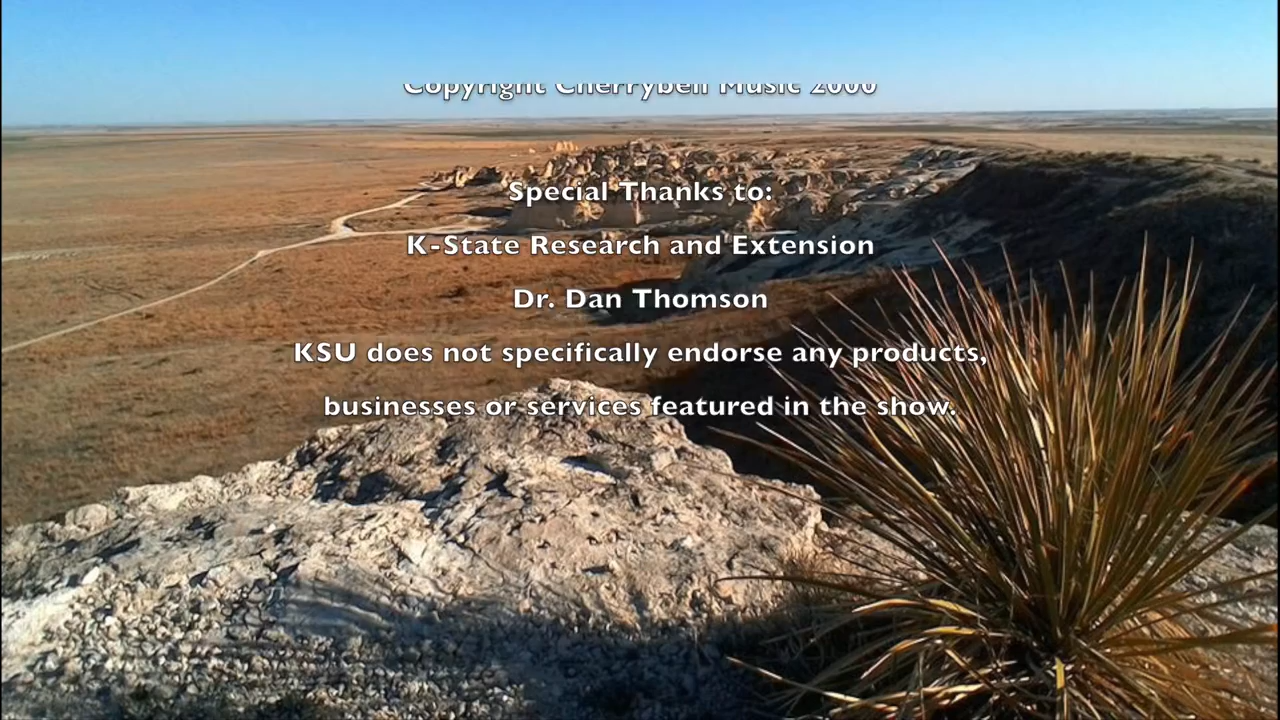 Copyright Cherrybell Music 2000
Special Thanks to:
K-State Research and Extension
Dr. Dan Thomson
KSU does not specifically endorse any products,
businesses or services featured in the show.